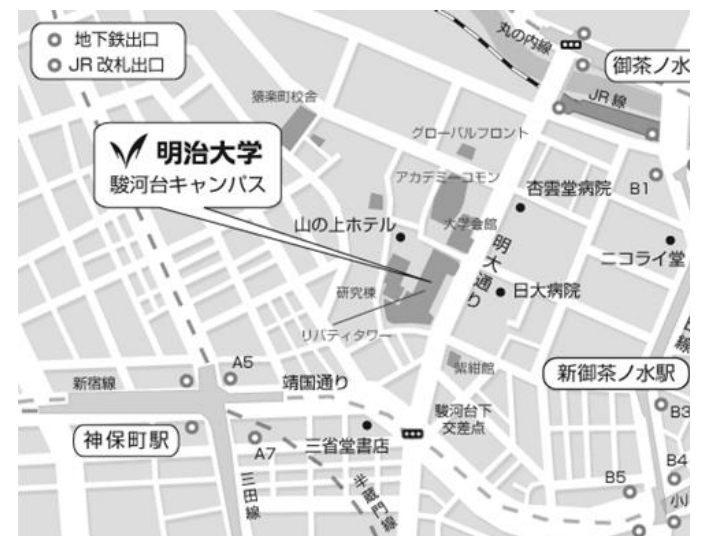 地下鉄出口
JR 改札出口
丸の内線
御茶ノ水
JR 線
猿楽町校舎
グローバルフロント
明治大学
駿河台キャンパス
アカデミーコモン
杏雲堂病院
B1
山の上ホテル
大学会館
明大通り
ニコライ堂
研究棟
日大病院
リバティタワー
線
A5
紫紺館
新御茶ノ水駅
新宿線
靖国通り
駿河台下
交差点
B3
神保町駅
A7
三省堂書店
B4
三田線
半蔵門線
B5
小川